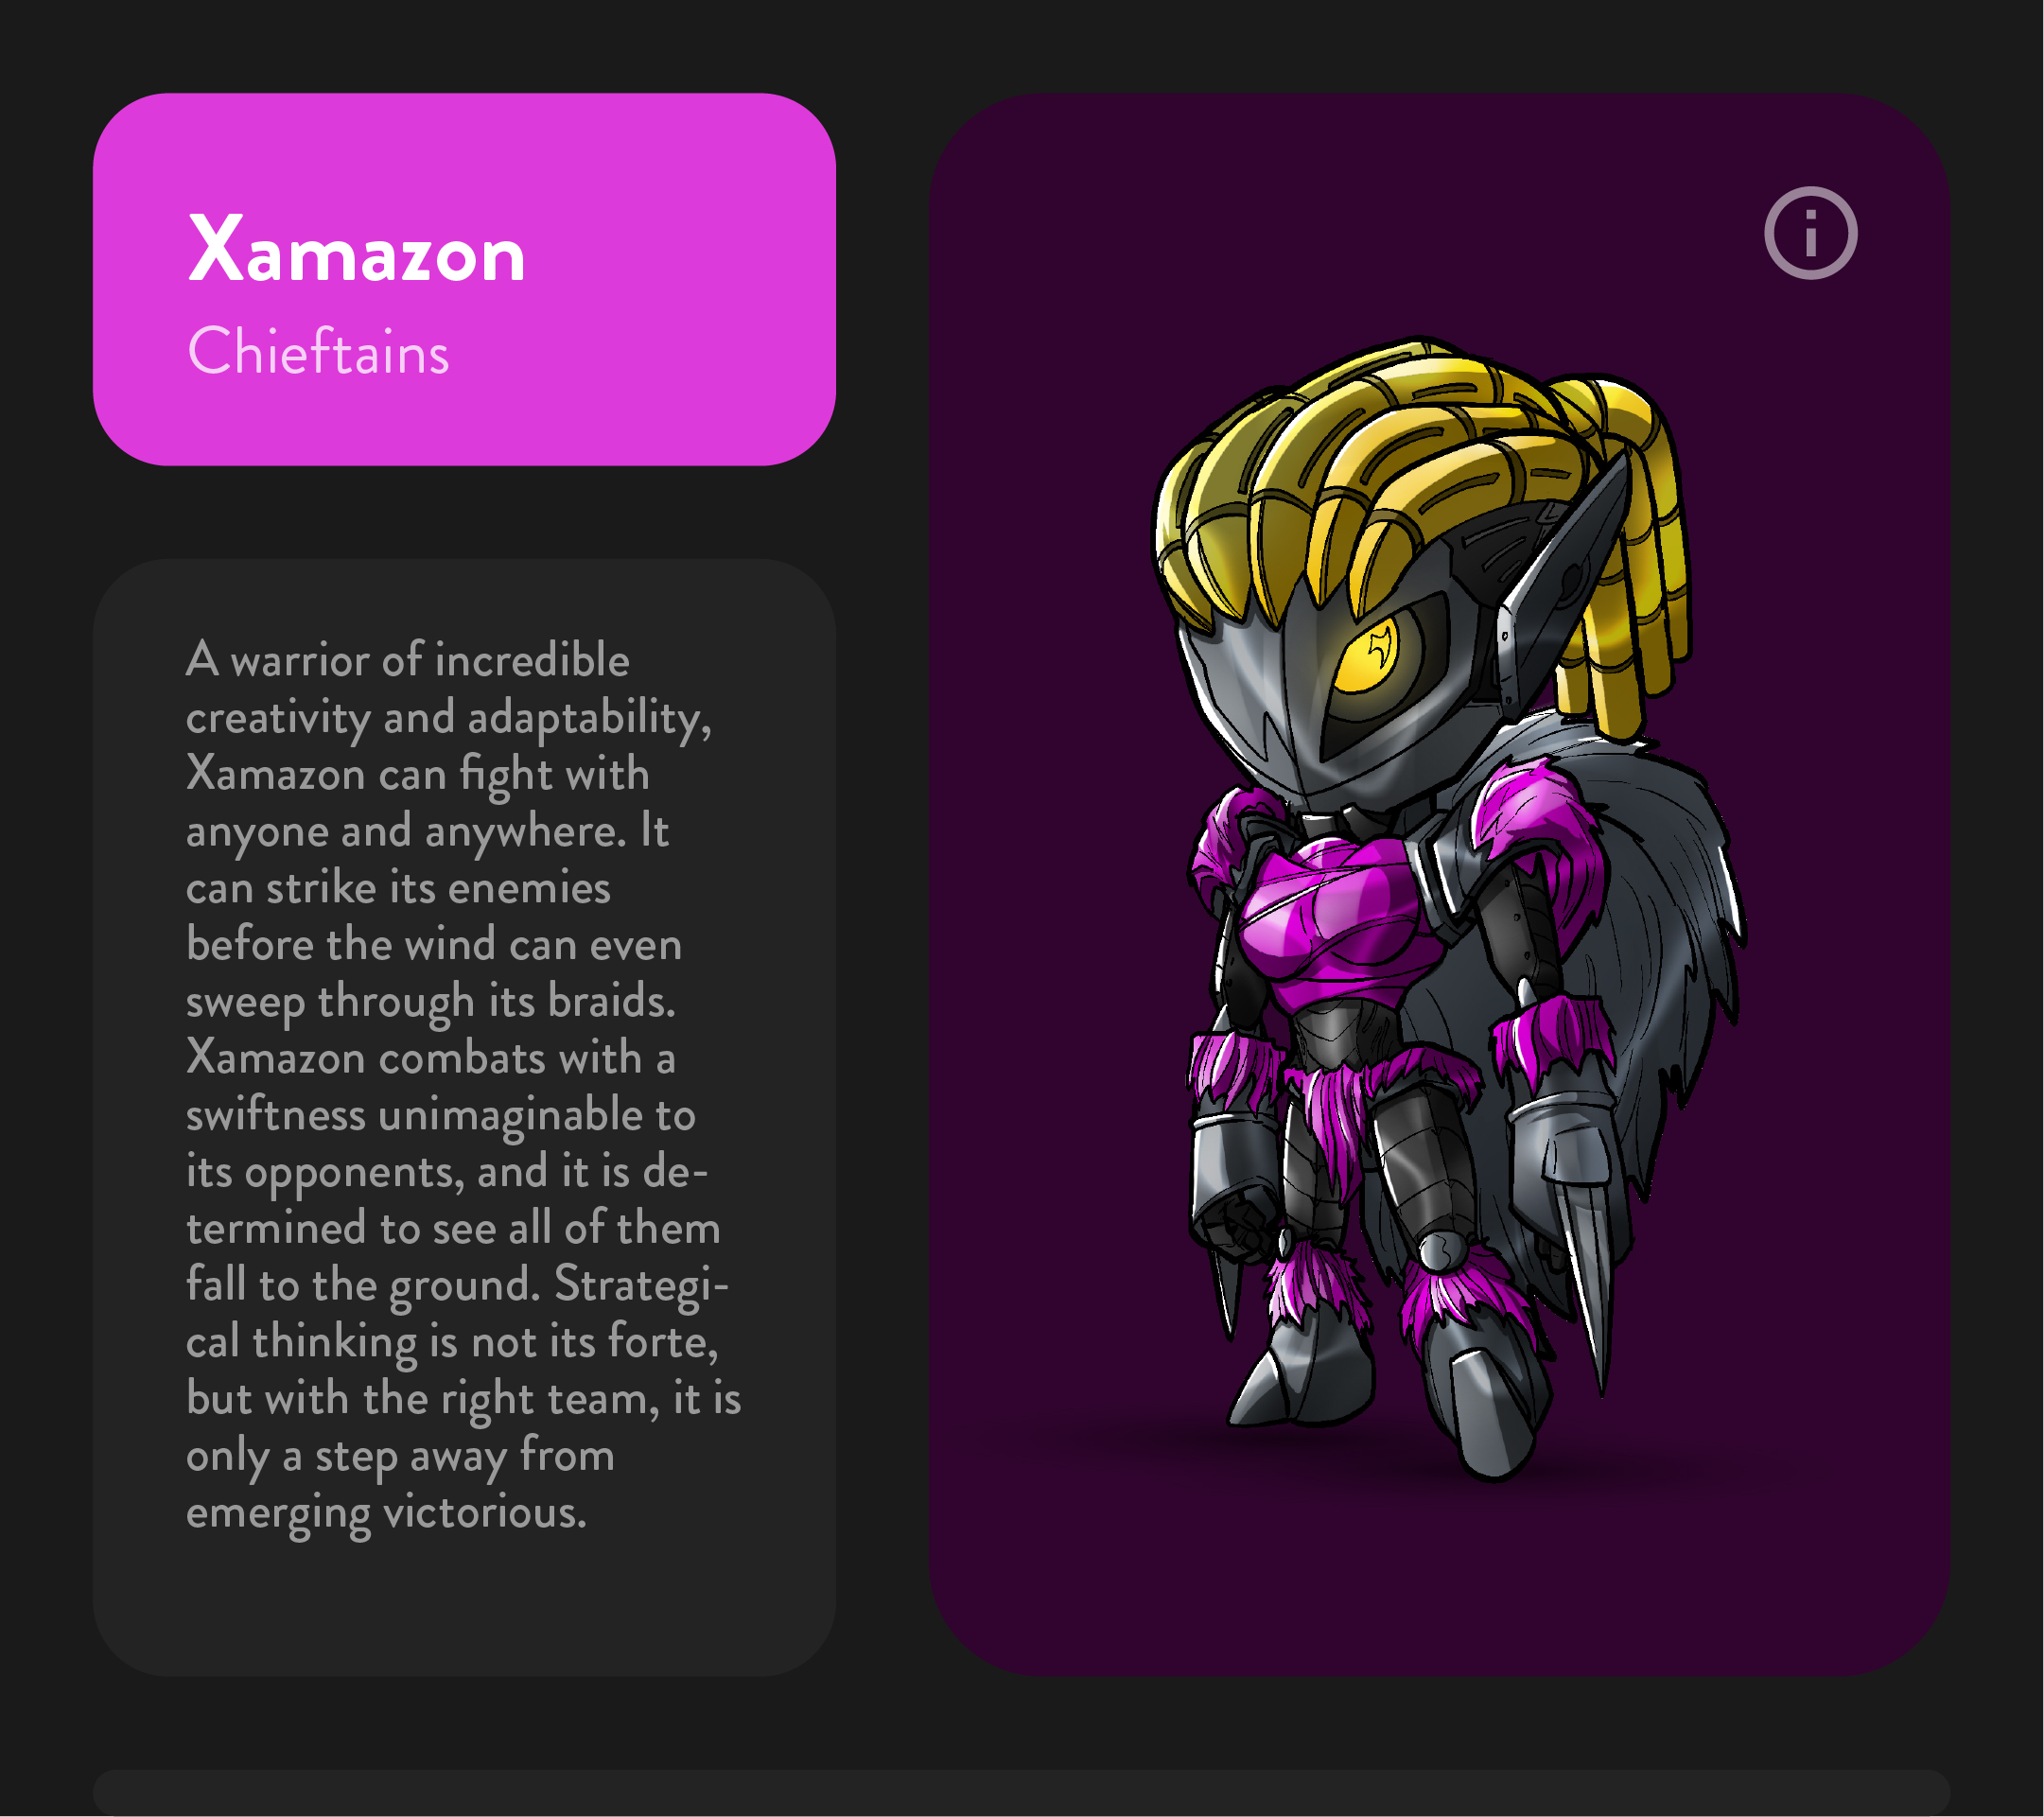 Xamazon
Chieftains
A warrior of incredible
creativity and adaptability,
Xamazon can fight with
anyone and anywhere. It
can strike its enemies
before the wind can even
sweep through its braids.
Xamazon combats with a
swiftness unimaginable to
its opponents, and it is de-
termined to see all of them
fall to the ground. Strategi-
cal thinking is not its forte,
but with the right team, it is
only a step away from
emerging victorious.